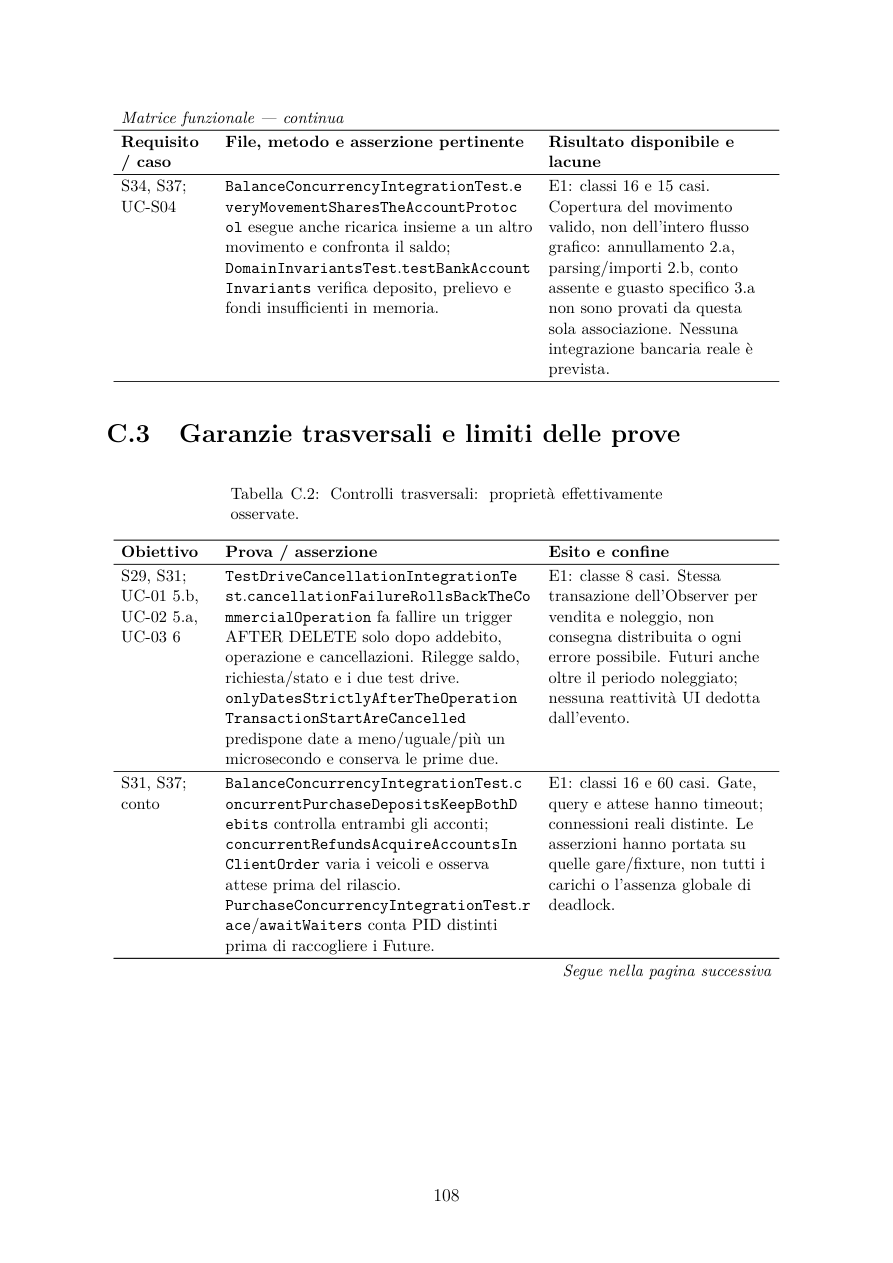 Matrice funzionale — continua
Requisito File, metodo e asserzione pertinente Risultato disponibile e
/ caso lacune
S34, S37; BalanceConcurrencyIntegrationTest.e E1: classi 16 e 15 casi.
UC-S04 veryMovementSharesTheAccountProtoc Copertura del movimento
ol esegue anche ricarica insieme a un altro valido, non dell'intero flusso
movimento e confronta il saldo; grafico: annullamento 2.a,
DomainInvariantsTest.testBankAccount parsing/importi 2.b, conto
Invariants verifica deposito, prelievo e assente e guasto specifico 3.a
fondi insufficienti in memoria. non sono provati da questa
sola associazione. Nessuna
integrazione bancaria reale è
prevista.
C.3 Garanzie trasversali e limiti delle prove
Tabella C.2: Controlli trasversali: proprietà effettivamente
osservate.
Obiettivo Prova / asserzione Esito e confine
S29, S31; TestDriveCancellationIntegrationTe E1: classe 8 casi. Stessa
UC-01 5.b, st.cancellationFailureRollsBackTheCo transazione dell'Observer per
UC-02 5.a, mmercialOperation fa fallire un trigger vendita e noleggio, non
UC-03 6 AFTER DELETE solo dopo addebito, consegna distribuita o ogni
operazione e cancellazioni. Rilegge saldo, errore possibile. Futuri anche
richiesta/stato e i due test drive. oltre il periodo noleggiato;
onlyDatesStrictlyAfterTheOperation nessuna reattività UI dedotta
TransactionStartAreCancelled dall'evento.
predispone date a meno/uguale/più un
microsecondo e conserva le prime due.
S31, S37; BalanceConcurrencyIntegrationTest.c E1: classi 16 e 60 casi. Gate,
conto oncurrentPurchaseDepositsKeepBothD query e attese hanno timeout;
ebits controlla entrambi gli acconti; connessioni reali distinte. Le
concurrentRefundsAcquireAccountsIn asserzioni hanno portata su
ClientOrder varia i veicoli e osserva quelle gare/fixture, non tutti i
attese prima del rilascio. carichi o l'assenza globale di
PurchaseConcurrencyIntegrationTest.r deadlock.
ace/awaitWaiters conta PID distinti
prima di raccogliere i Future.
Segue nella pagina successiva
108